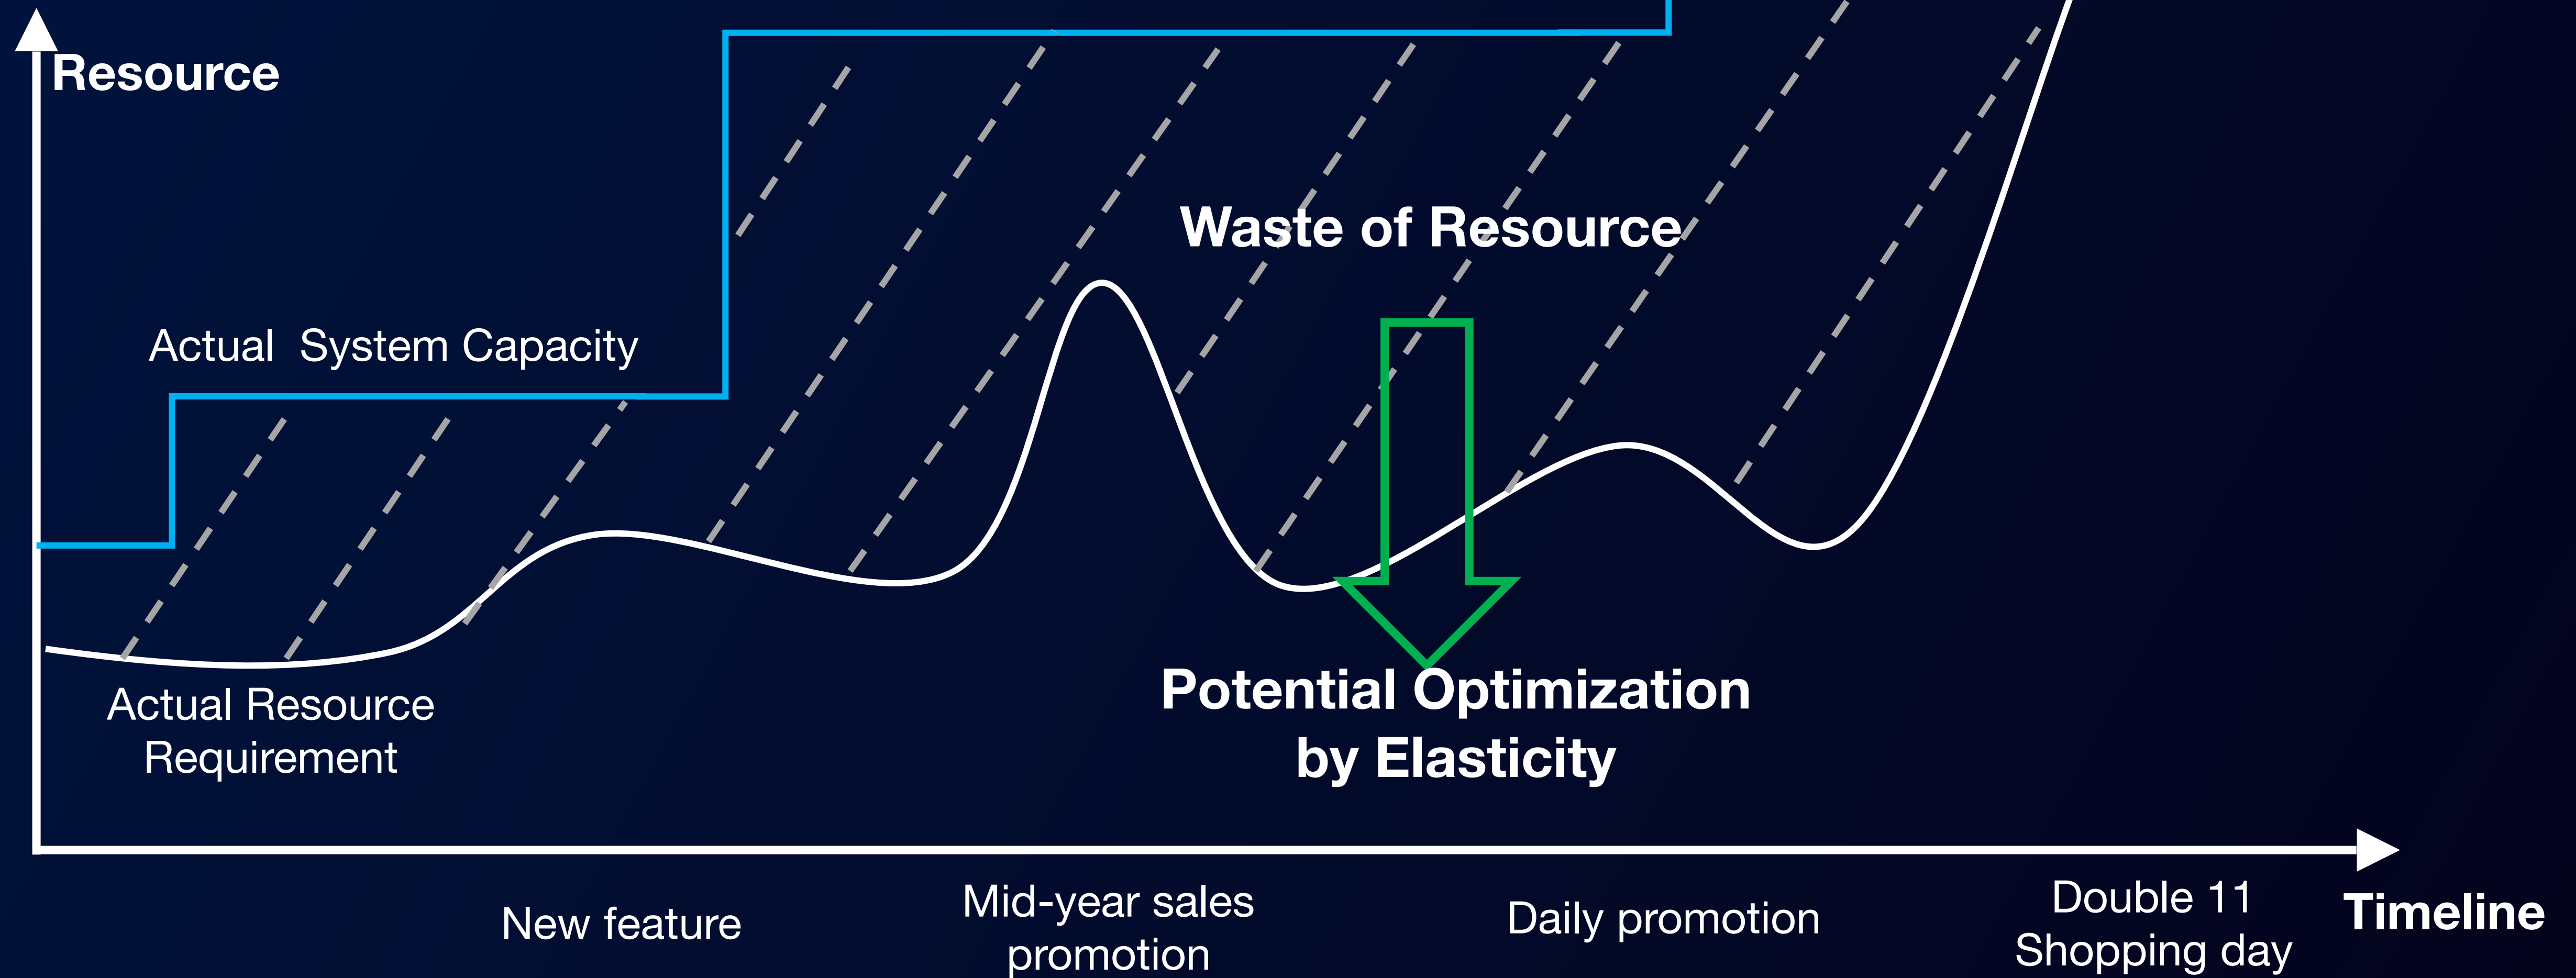 Resource
Waste of Resource
Actual System Capacity
Potential Optimization
by Elasticity
Actual Resource
Requirement
New feature
Mid-year sales
promotion
Daily promotion
Double 11
Shopping day
Timeline